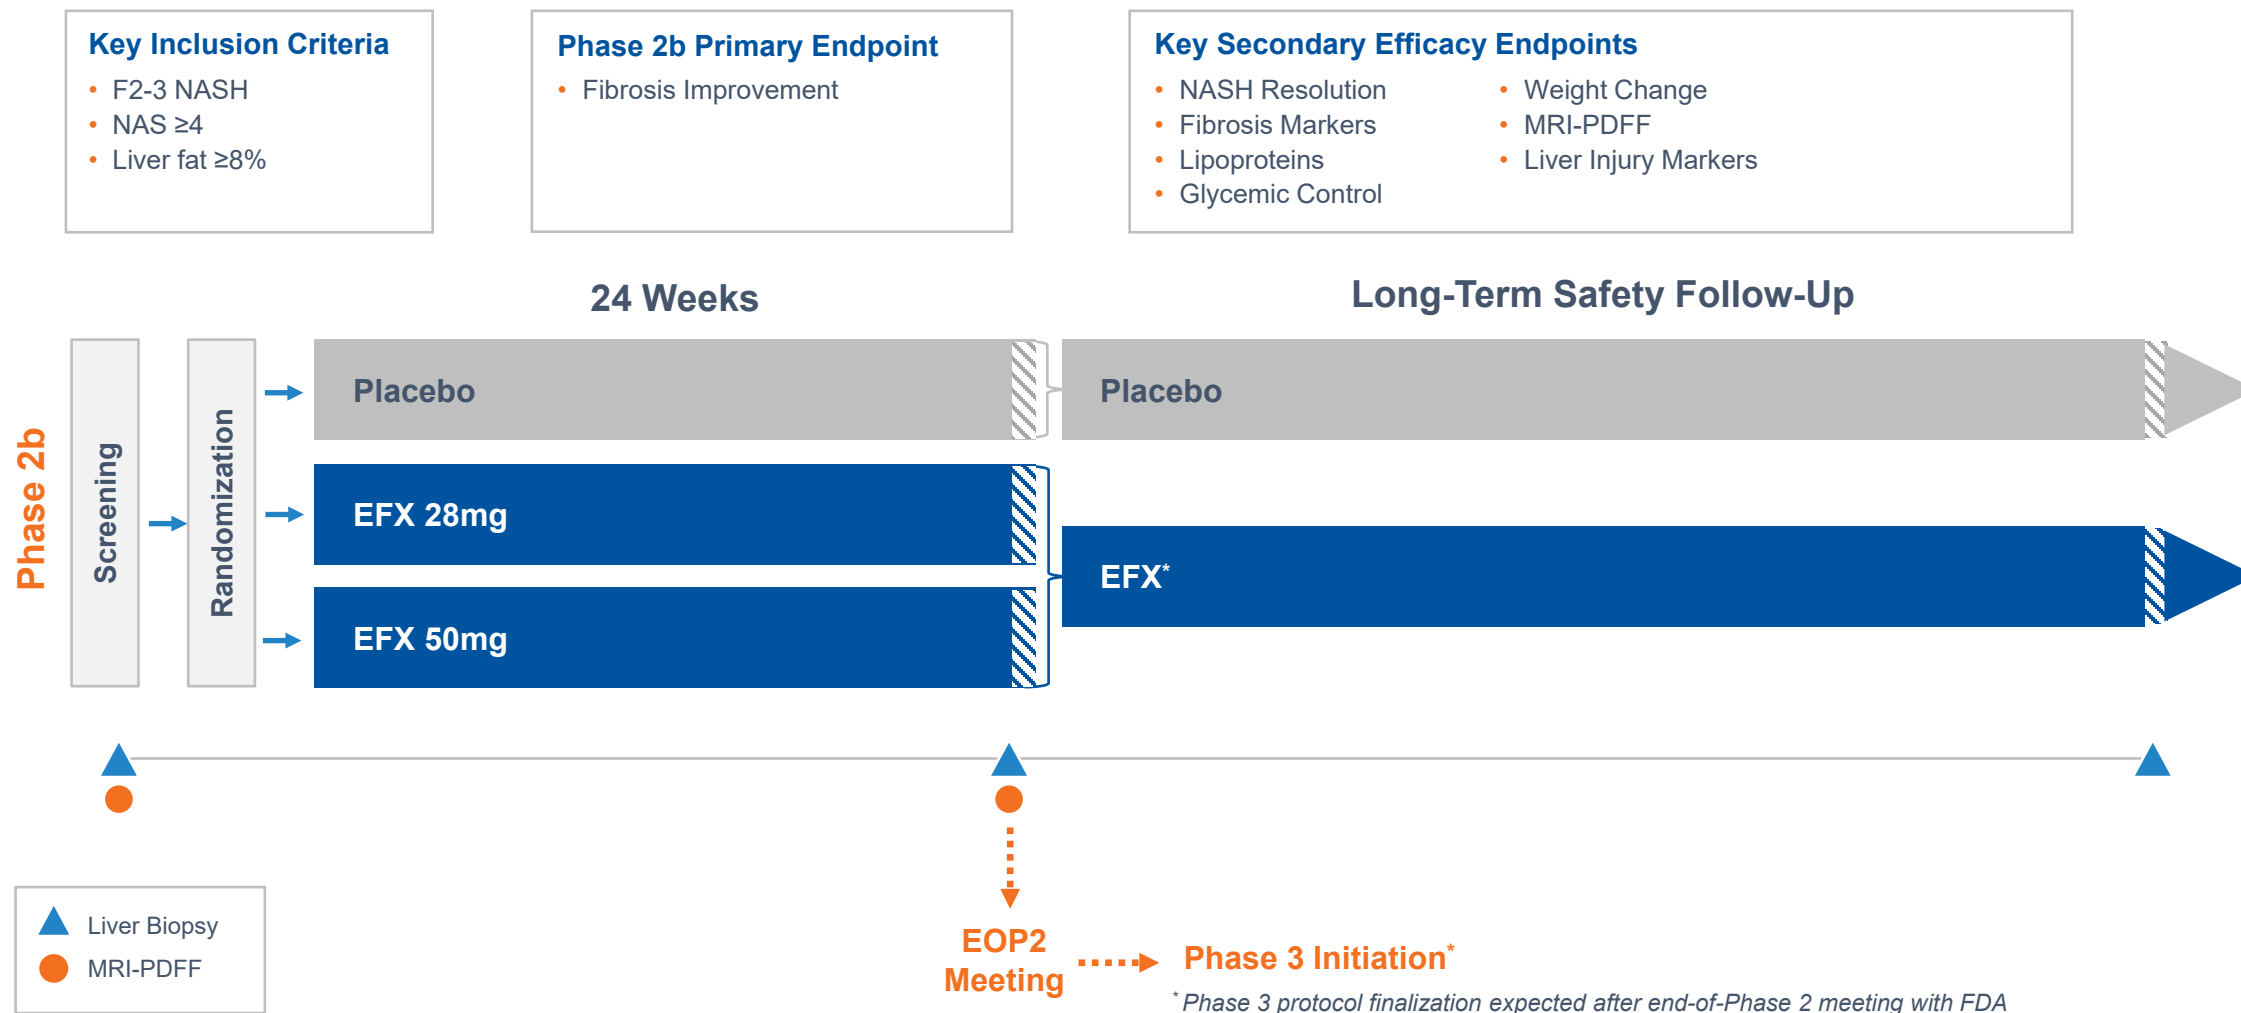 Key Inclusion Criteria
• F2-3 NASH
• NAS ≥4
• Liver fat ≥8%
Phase 2b Primary Endpoint
• Fibrosis Improvement
Key Secondary Efficacy Endpoints
• NASH Resolution
• Fibrosis Markers
• Lipoproteins
• Glycemic Control
• Weight Change
• MRI-PDFF
• Liver Injury Markers
24 Weeks
Long-Term Safety Follow-Up
Phase 2b
Screening
Randomization
Placebo
Placebo
EFX 28mg
EFX 50mg
EFX*
Liver Biopsy
MRI-PDFF
EOP2
Meeting
Phase 3 Initiation*
* Phase 3 protocol finalization expected after end-of-Phase 2 meeting with FDA